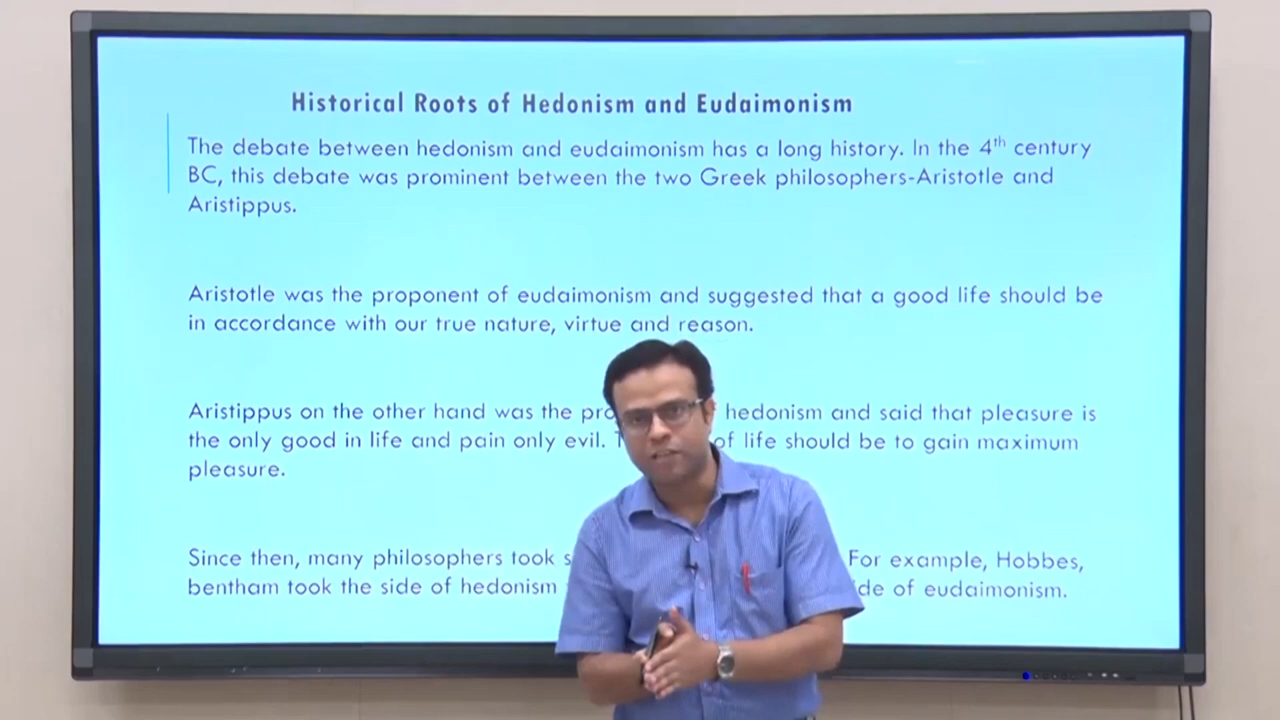 Historical Roots of Hedonism and Eudaimonism
The debate between hedonism and eudaimonism has a long history. In the 4th century
BC, this debate was prominent between the two Greek philosophers-Aristotle and
Aristippus.
Aristotle was the proponent of eudaimonism and suggested that a good life should be
in accordance with our true nature, virtue and reason.
Aristippus on the other hand was the hedonism and said that pleasure is
the only good in life and pain only evil. of life should be to gain maximum
pleasure.
Since then, many philosophers took For example, Hobbes,
bentham took the side of hedonism of eudaimonism.